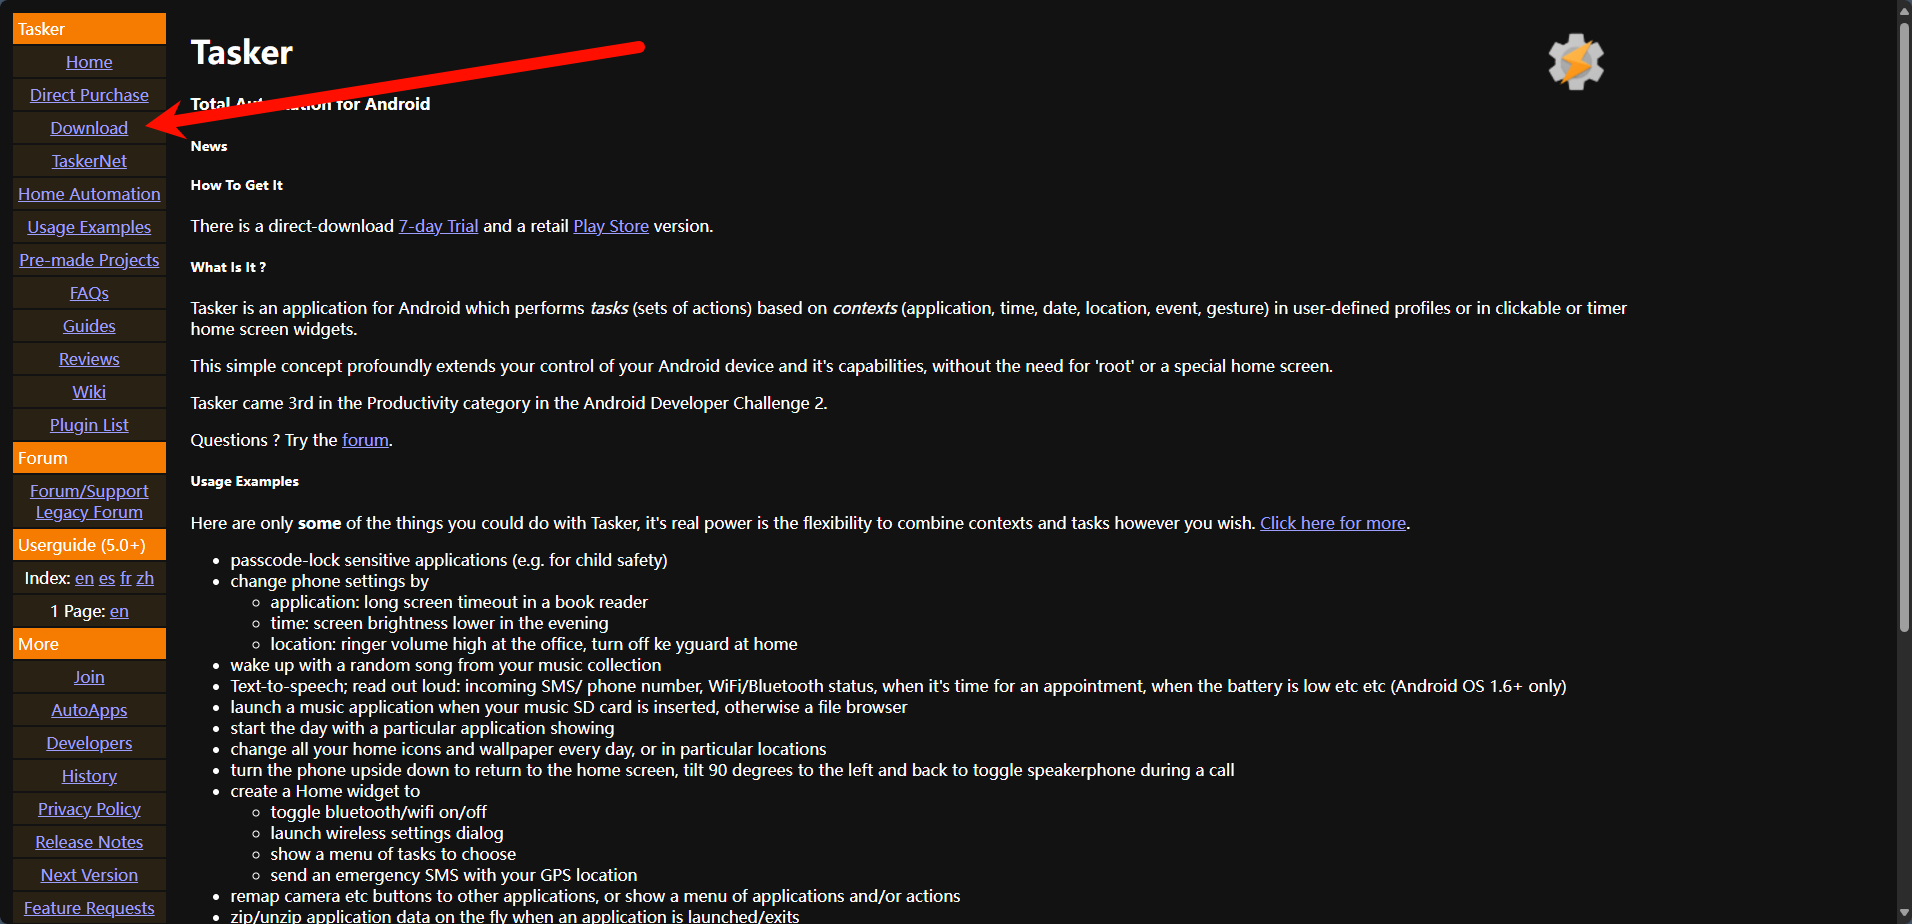 Tasker
Home
Direct Purchase
Download
TaskerNet
Home Automation
Usage Examples
Pre-made Projects
FAQs
Guides
Reviews
Wiki
Plugin List
Forum
Forum/Support
Legacy Forum
Userguide (5.0+)
Index: en es fr zh
1 Page: en
More
Join
AutoApps
Developers
History
Privacy Policy
Release Notes
Next Version
Feature Requests
Tasker
Total Automation for Android
News
How To Get It
There is a direct-download 7-day Trial and a retail Play Store version.
What Is It ?
Tasker is an application for Android which performs tasks (sets of actions) based on contexts (application, time, date, location, event, gesture) in user-defined profiles or in clickable or timer
home screen widgets.
This simple concept profoundly extends your control of your Android device and it's capabilities, without the need for 'root' or a special home screen.
Tasker came 3rd in the Productivity category in the Android Developer Challenge 2.
Questions ? Try the forum.
Usage Examples
Here are only some of the things you could do with Tasker, it's real power is the flexibility to combine contexts and tasks however you wish. Click here for more.
passcode-lock sensitive applications (e.g. for child safety)
change phone settings by
application: long screen timeout in a book reader
time: screen brightness lower in the evening
location: ringer volume high at the office, turn off ke yguard at home
wake up with a random song from your music collection
Text-to-speech; read out loud: incoming SMS/ phone number, WiFi/Bluetooth status, when it's time for an appointment, when the battery is low etc etc (Android OS 1.6+ only)
launch a music application when your music SD card is inserted, otherwise a file browser
start the day with a particular application showing
change all your home icons and wallpaper every day, or in particular locations
turn the phone upside down to return to the home screen, tilt 90 degrees to the left and back to toggle speakerphone during a call
create a Home widget to
toggle bluetooth/wifi on/off
launch wireless settings dialog
show a menu of tasks to choose
send an emergency SMS with your GPS location
remap camera etc buttons to other applications, or show a menu of applications and/or actions
zip/unzip application data on the fly when an application is launched/exits